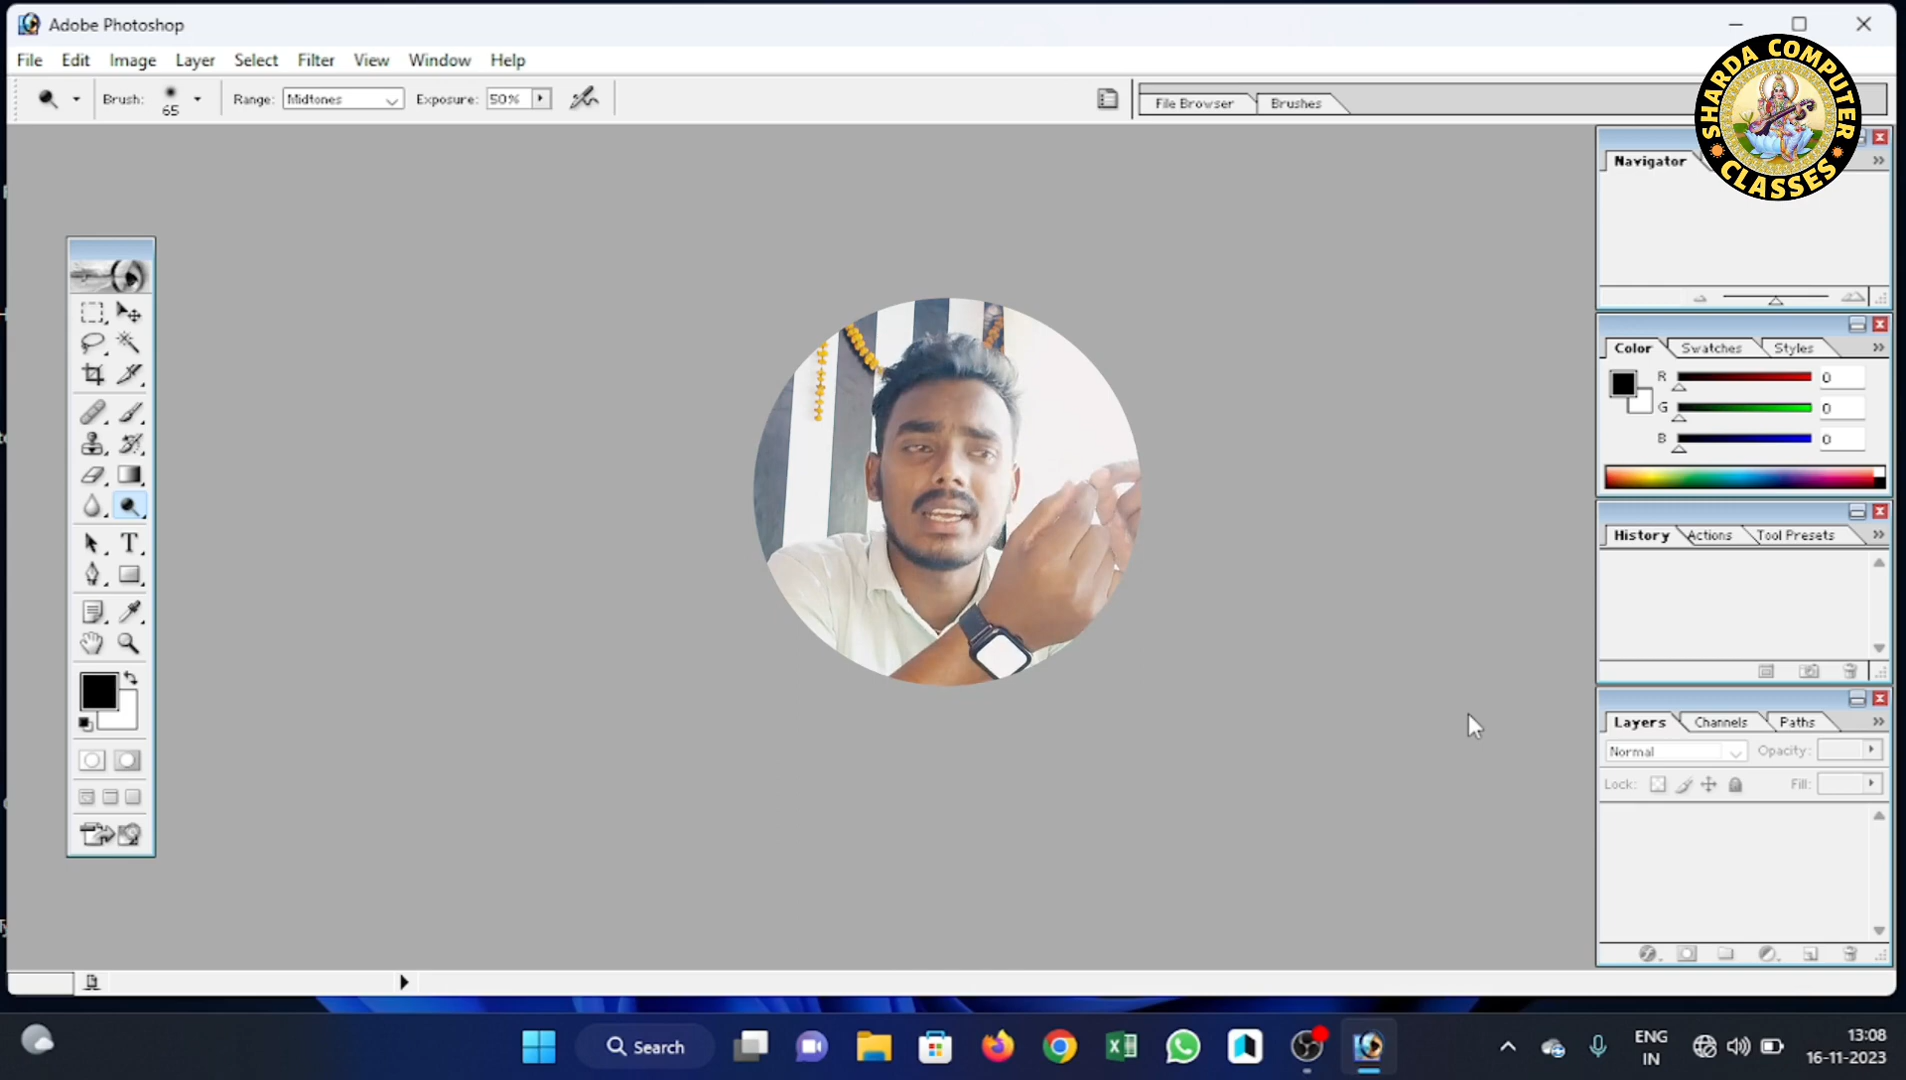 Adobe Photoshop
File Edit Image Layer Select Filter View Window Help
Brush: 65 Range: Midtones Exposure: 50% File Browser Brushes
SHARDA COMPUTER CLASSES
Navigator
Color Swatches Styles
R 0
G 0
B 0
History Actions Tool Presets
Layers Channels Paths
Normal Opacity:
Lock: Fill:
T
Search
ENG
IN
13:08
16-11-2023